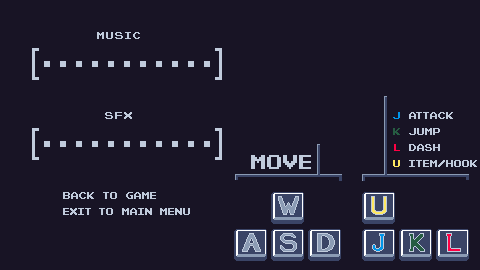 MUSIC
SFX
BACK TO GAME
EXIT TO MAIN MENU
MOVE
W
A S D
J ATTACK
K JUMP
L DASH
U ITEM/HOOK
U
J K L